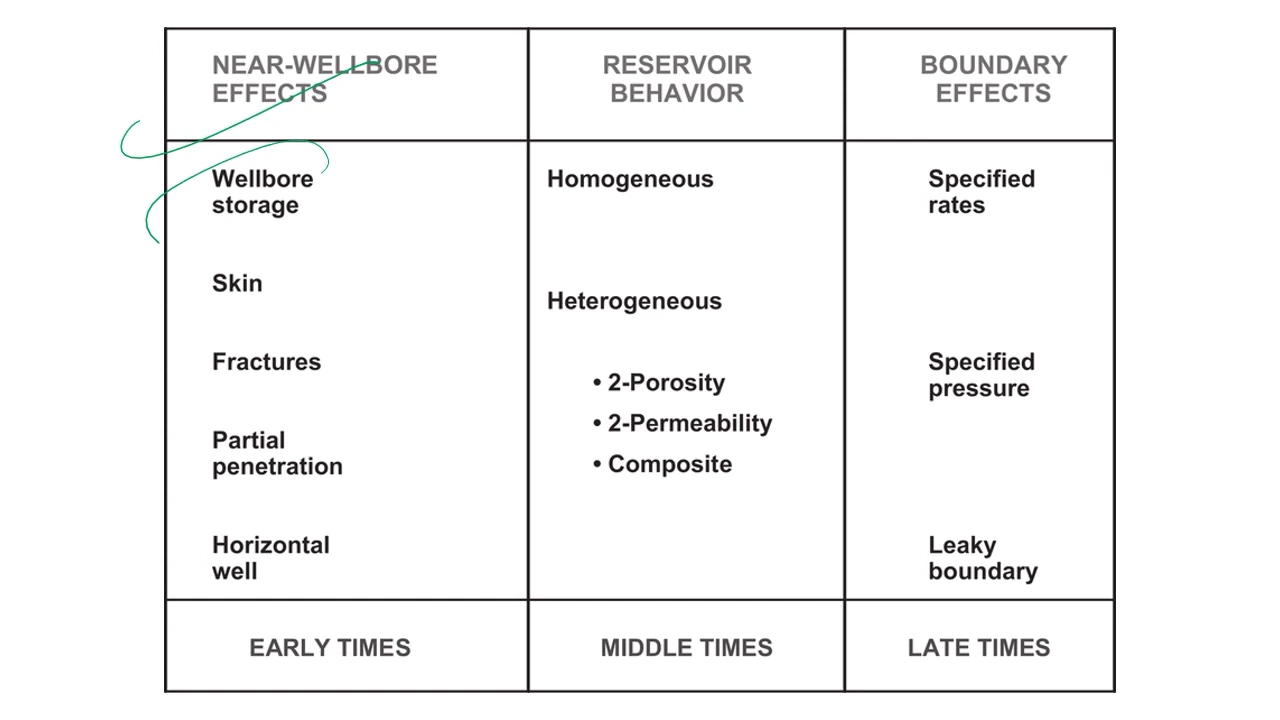 NEAR-WELLBORE
EFFECTS
RESERVOIR
BEHAVIOR
BOUNDARY
EFFECTS
Wellbore
storage
Skin
Fractures
Partial
penetration
Horizontal
well
Homogeneous
Heterogeneous
• 2-Porosity
• 2-Permeability
• Composite
Specified
rates
Specified
pressure
Leaky
boundary
EARLY TIMES
MIDDLE TIMES
LATE TIMES